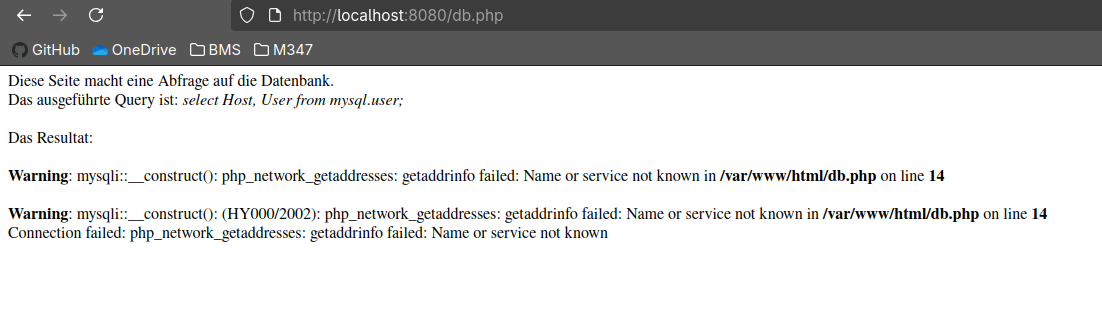 http://localhost:8080/db.php
GitHub OneDrive BMS M347
Diese Seite macht eine Abfrage auf die Datenbank.
Das ausgeführte Query ist: select Host, User from mysql.user;
Das Resultat:
Warning: mysqli::__construct(): php_network_getaddresses: getaddrinfo failed: Name or service not known in /var/www/html/db.php on line 14
Warning: mysqli::__construct(): (HY000/2002): php_network_getaddresses: getaddrinfo failed: Name or service not known in /var/www/html/db.php on line 14
Connection failed: php_network_getaddresses: getaddrinfo failed: Name or service not known